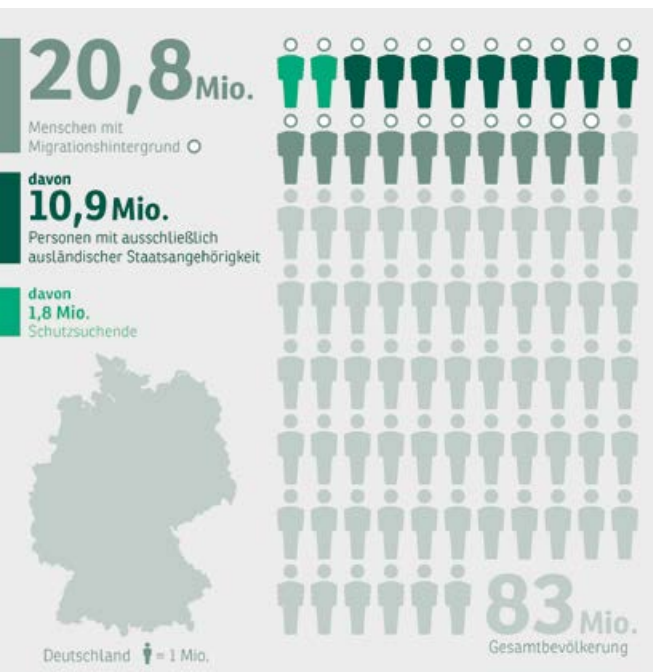 20,8 Mio.
Menschen mit
Migrationshintergrund
davon
10,9 Mio.
Personen mit ausschließlich
ausländischer Staatsangehörigkeit
davon
1,8 Mio.
Schutzsuchende
Deutschland = 1 Mio.
83 Mio.
Gesamtbevölkerung